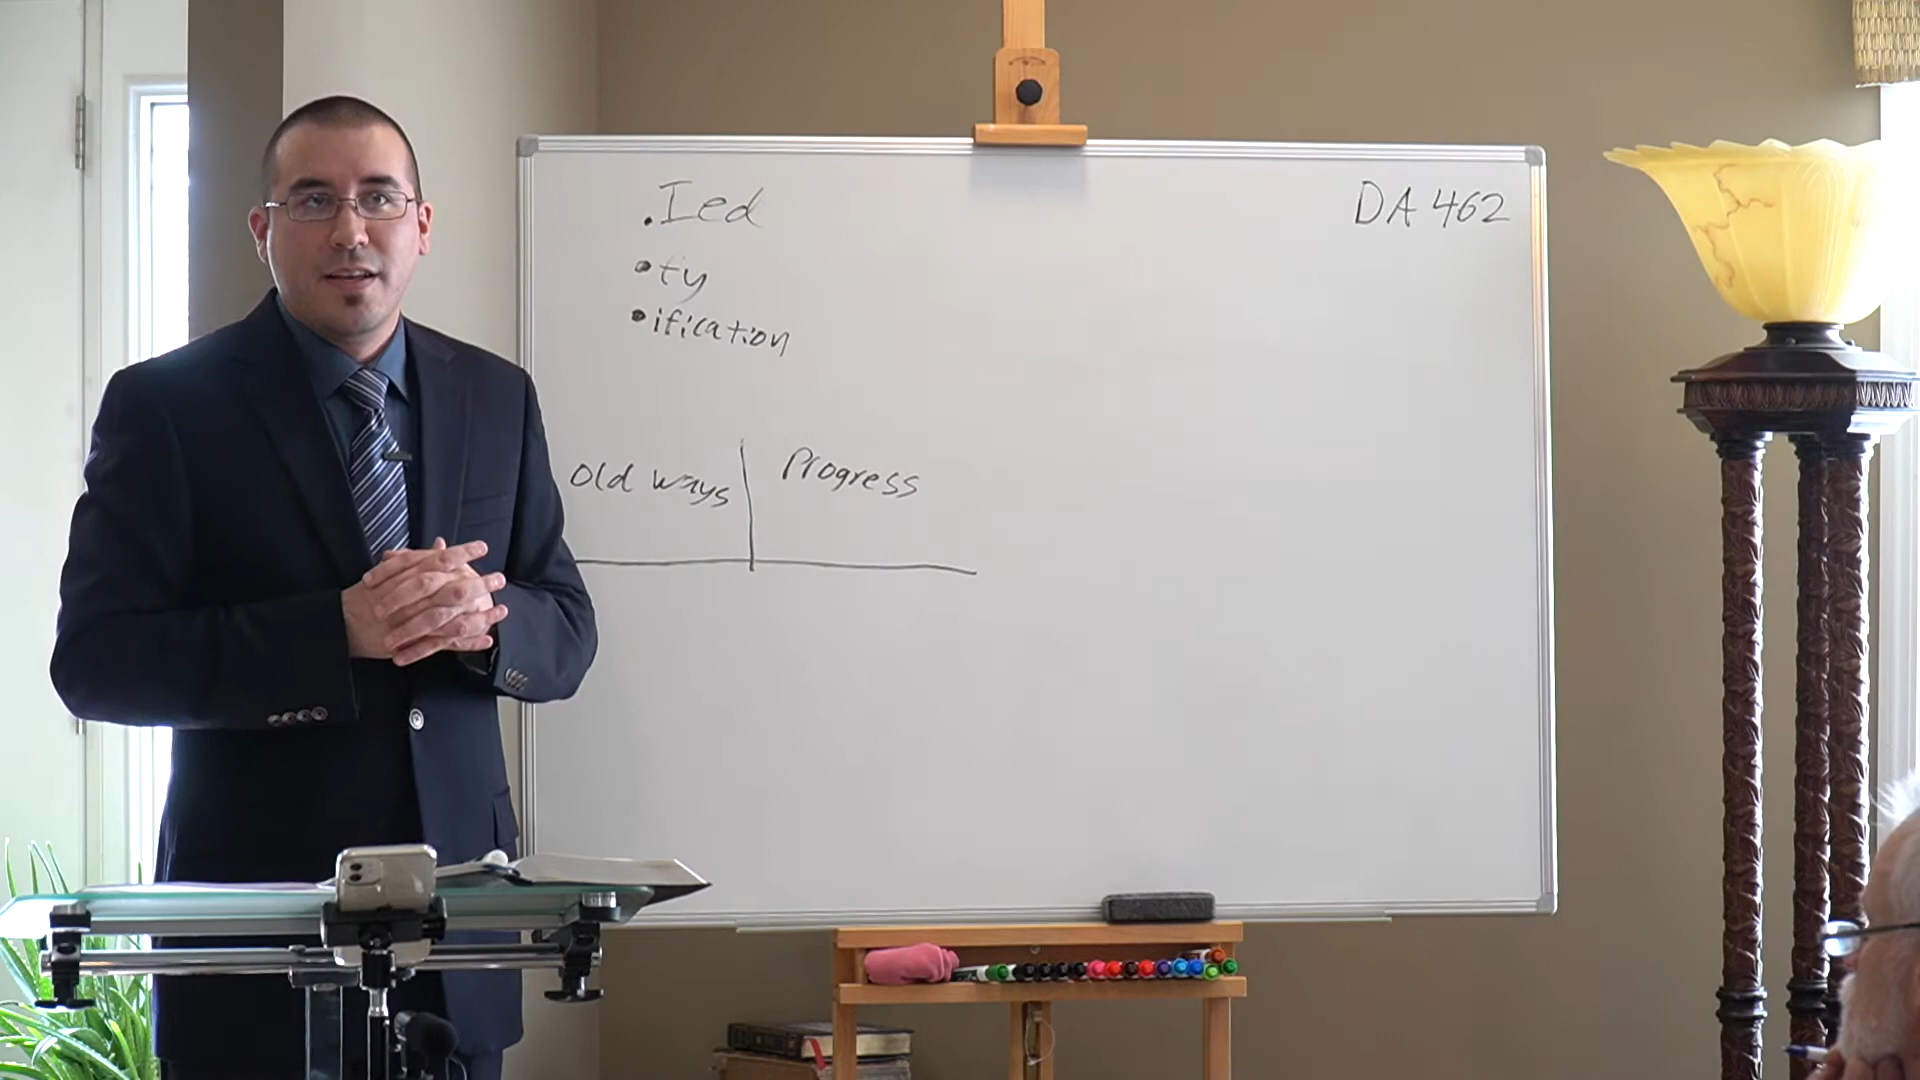 .Ied
DA 462
•ty
•ification
Old ways
Progress